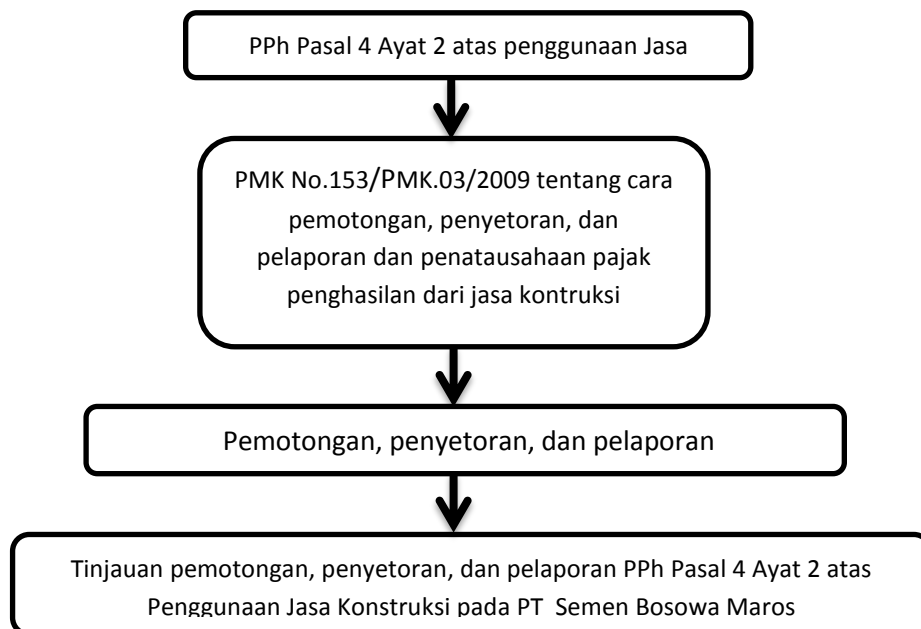 PPh Pasal 4 Ayat 2 atas penggunaan Jasa
PMK No.153/PMK.03/2009 tentang cara
pemotongan, penyetoran, dan
pelaporan dan penatausahaan pajak
penghasilan dari jasa kontruksi
Pemotongan, penyetoran, dan pelaporan
Tinjauan pemotongan, penyetoran, dan pelaporan PPh Pasal 4 Ayat 2 atas
Penggunaan Jasa Konstruksi pada PT Semen Bosowa Maros